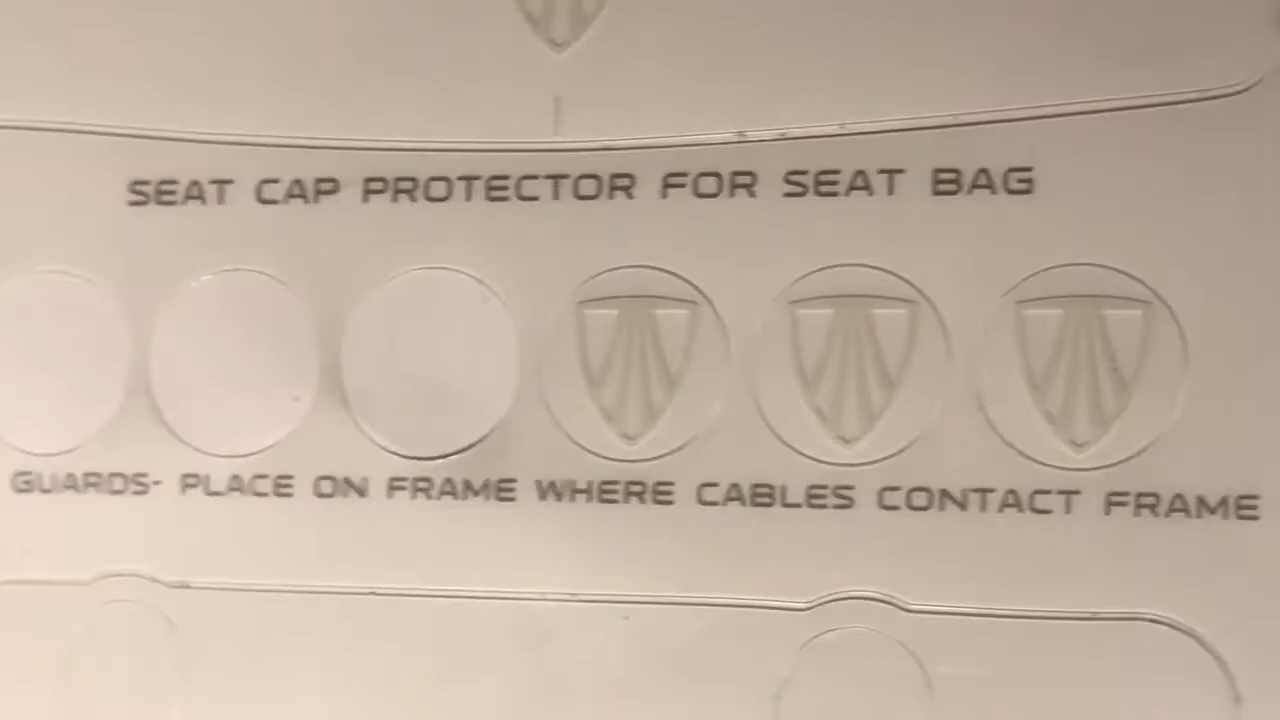 SEAT CAP PROTECTOR FOR SEAT BAG
GUARDS- PLACE ON FRAME WHERE CABLES CONTACT FRAME